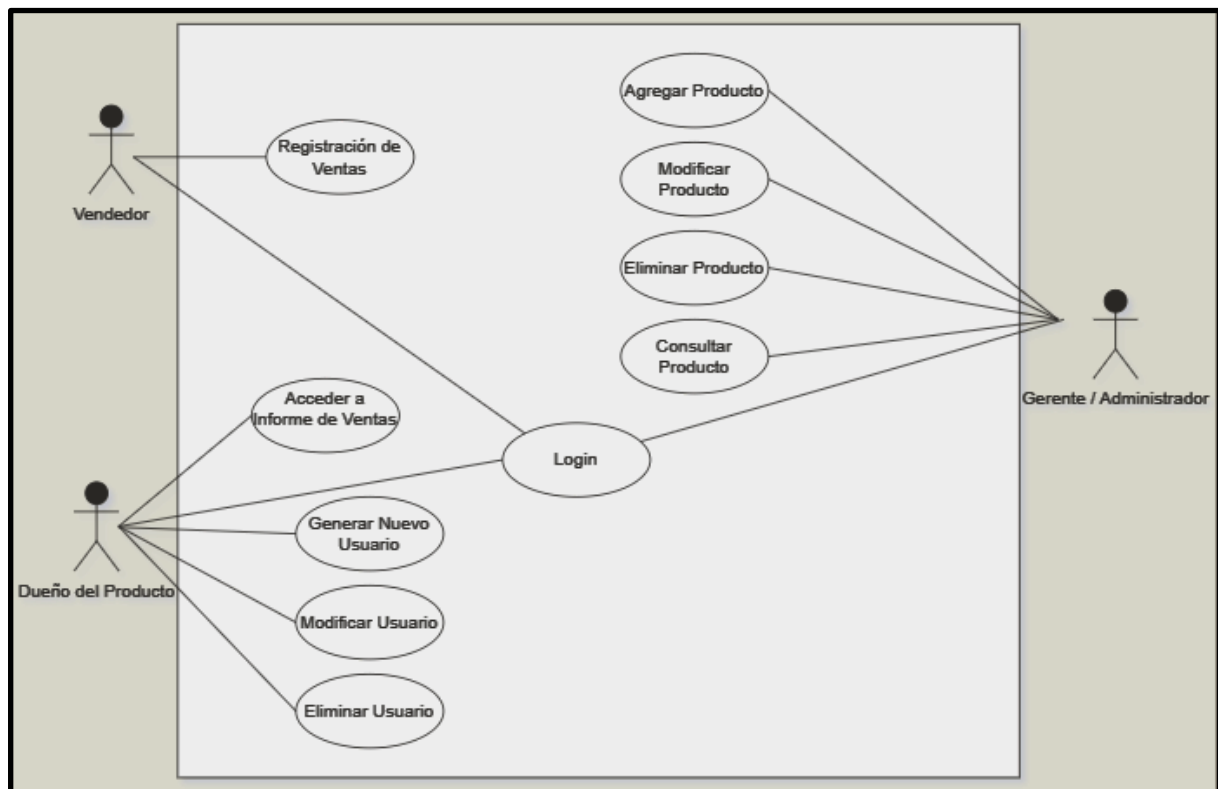 Agregar Producto
Registración de
Ventas
Modificar
Producto
Vendedor
Eliminar Producto
Consultar
Producto
Gerente / Administrador
Acceder a
Informe de Ventas
Login
Generar Nuevo
Usuario
Dueño del Producto
Modificar Usuario
Eliminar Usuario